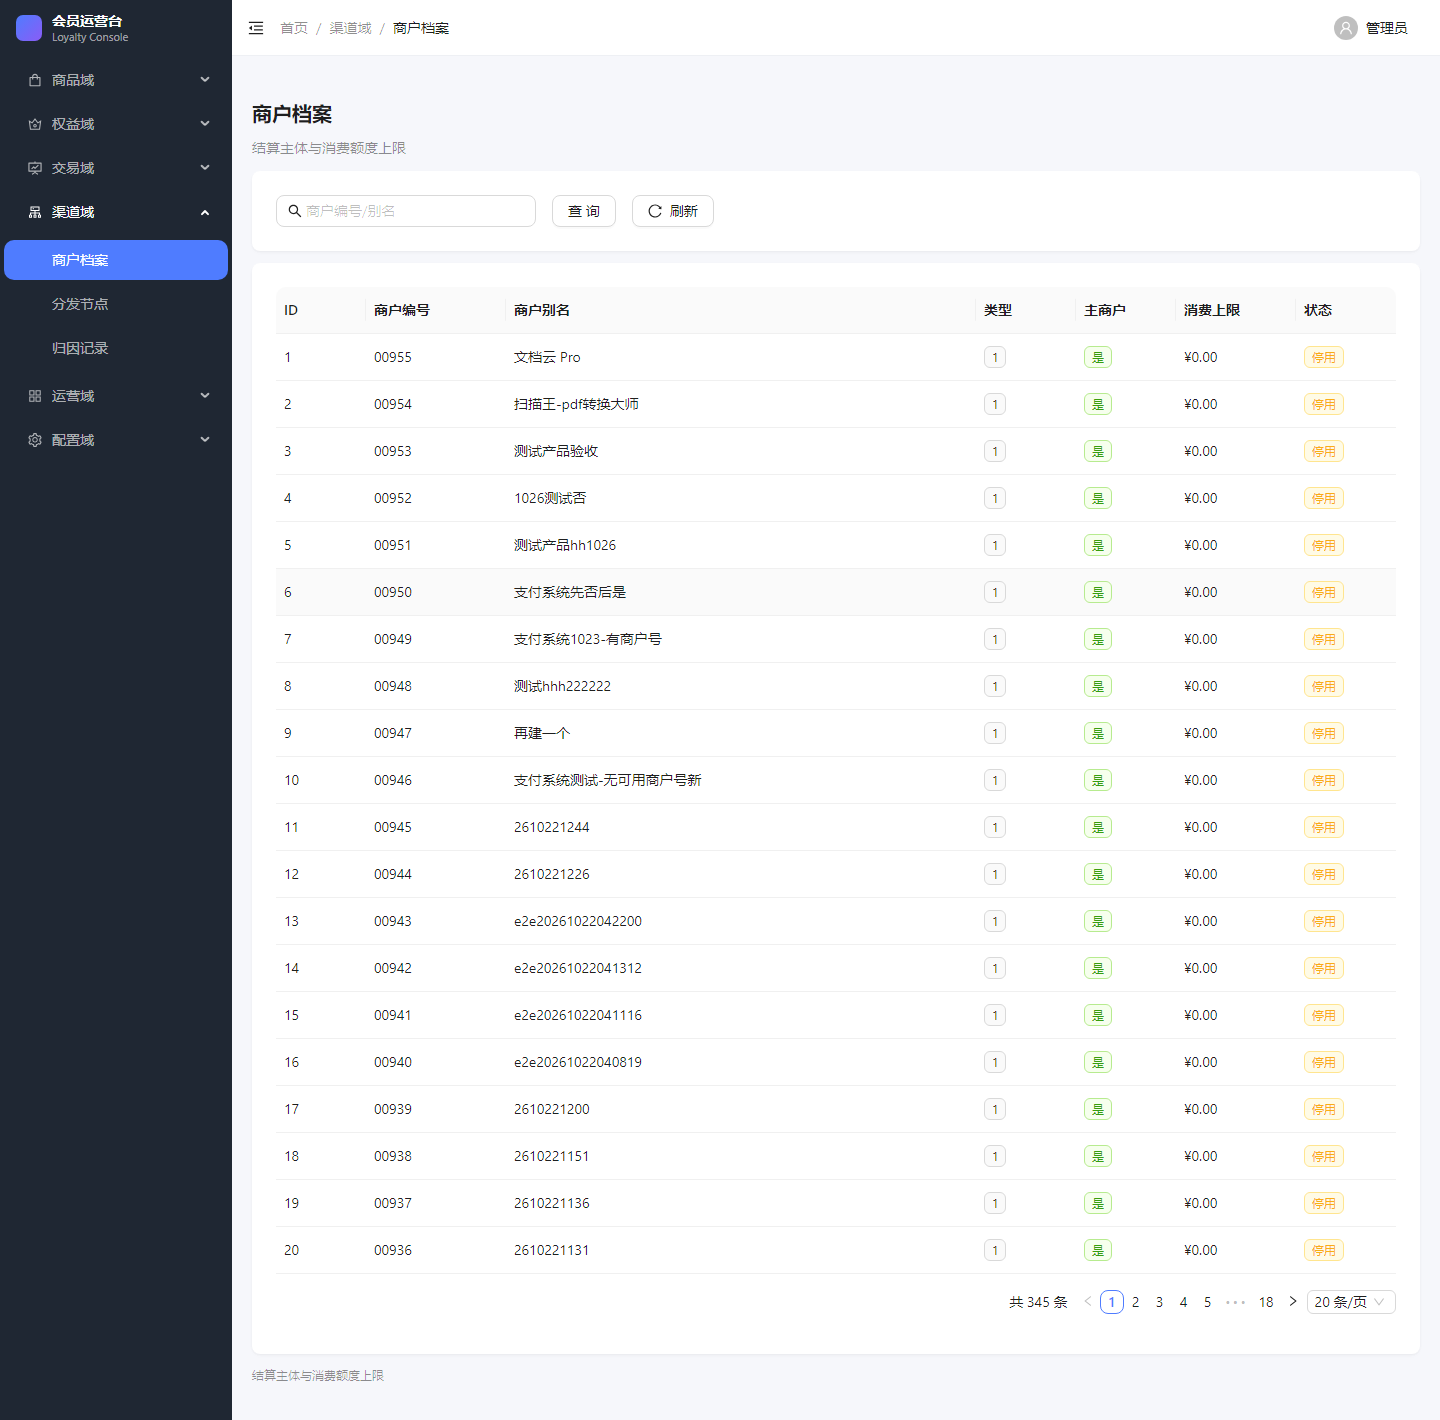 会员运营台
Loyalty Console
商品域
权益域
交易域
渠道域
商户档案
分发节点
归因记录
运营域
配置域
首页 / 渠道域 / 商户档案
管理员
商户档案
结算主体与消费额度上限
商户编号/别名 查 询 刷新
ID 商户编号 商户别名 类型 主商户 消费上限 状态
1 00955 文档云 Pro 1 是 ¥0.00 停用
2 00954 扫描王-pdf转换大师 1 是 ¥0.00 停用
3 00953 测试产品验收 1 是 ¥0.00 停用
4 00952 1026测试否 1 是 ¥0.00 停用
5 00951 测试产品hh1026 1 是 ¥0.00 停用
6 00950 支付系统先否后是 1 是 ¥0.00 停用
7 00949 支付系统1023-有商户号 1 是 ¥0.00 停用
8 00948 测试hhh222222 1 是 ¥0.00 停用
9 00947 再建一个 1 是 ¥0.00 停用
10 00946 支付系统测试-无可用商户号新 1 是 ¥0.00 停用
11 00945 2610221244 1 是 ¥0.00 停用
12 00944 2610221226 1 是 ¥0.00 停用
13 00943 e2e20261022042200 1 是 ¥0.00 停用
14 00942 e2e20261022041312 1 是 ¥0.00 停用
15 00941 e2e20261022041116 1 是 ¥0.00 停用
16 00940 e2e20261022040819 1 是 ¥0.00 停用
17 00939 2610221200 1 是 ¥0.00 停用
18 00938 2610221151 1 是 ¥0.00 停用
19 00937 2610221136 1 是 ¥0.00 停用
20 00936 2610221131 1 是 ¥0.00 停用
共 345 条 1 2 3 4 5 ••• 18 20 条/页
结算主体与消费额度上限